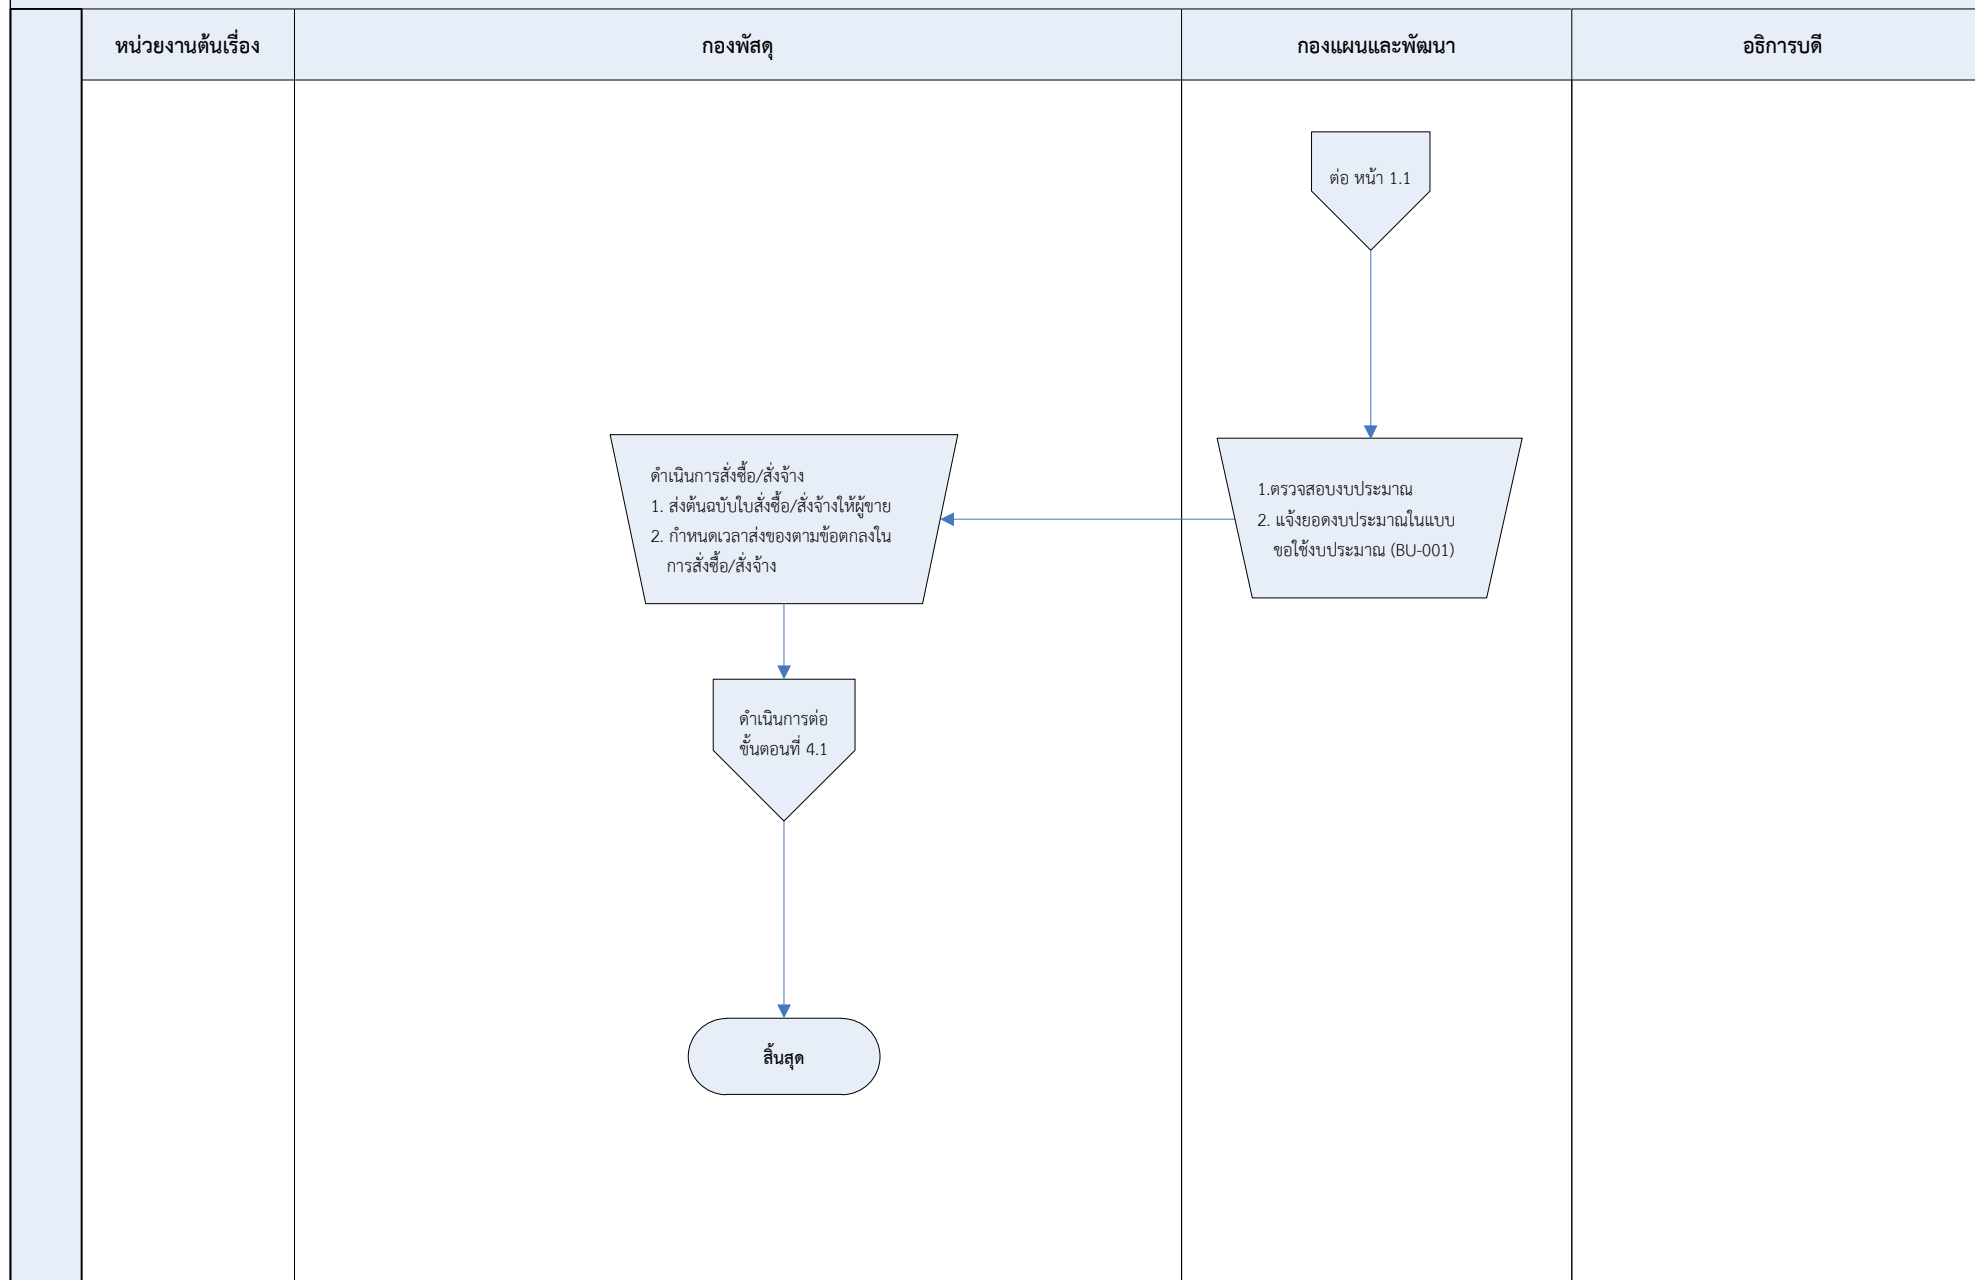 หน่วยงานต้นเรื่อง
กองพัสดุ
กองแผนและพัฒนา
อธิการบดี
ต่อ หน้า 1.1
1.ตรวจสอบงบประมาณ
2. แจ้งยอดงบประมาณในแบบ
ขอใช้งบประมาณ (BU-001)
ดำเนินการสั่งซื้อ/สั่งจ้าง
1. ส่งต้นฉบับใบสั่งซื้อ/สั่งจ้างให้ผู้ขาย
2. กำหนดเวลาส่งของตามข้อตกลงใน
การสั่งซื้อ/สั่งจ้าง
ดำเนินการต่อ
ขั้นตอนที่ 4.1
สิ้นสุด